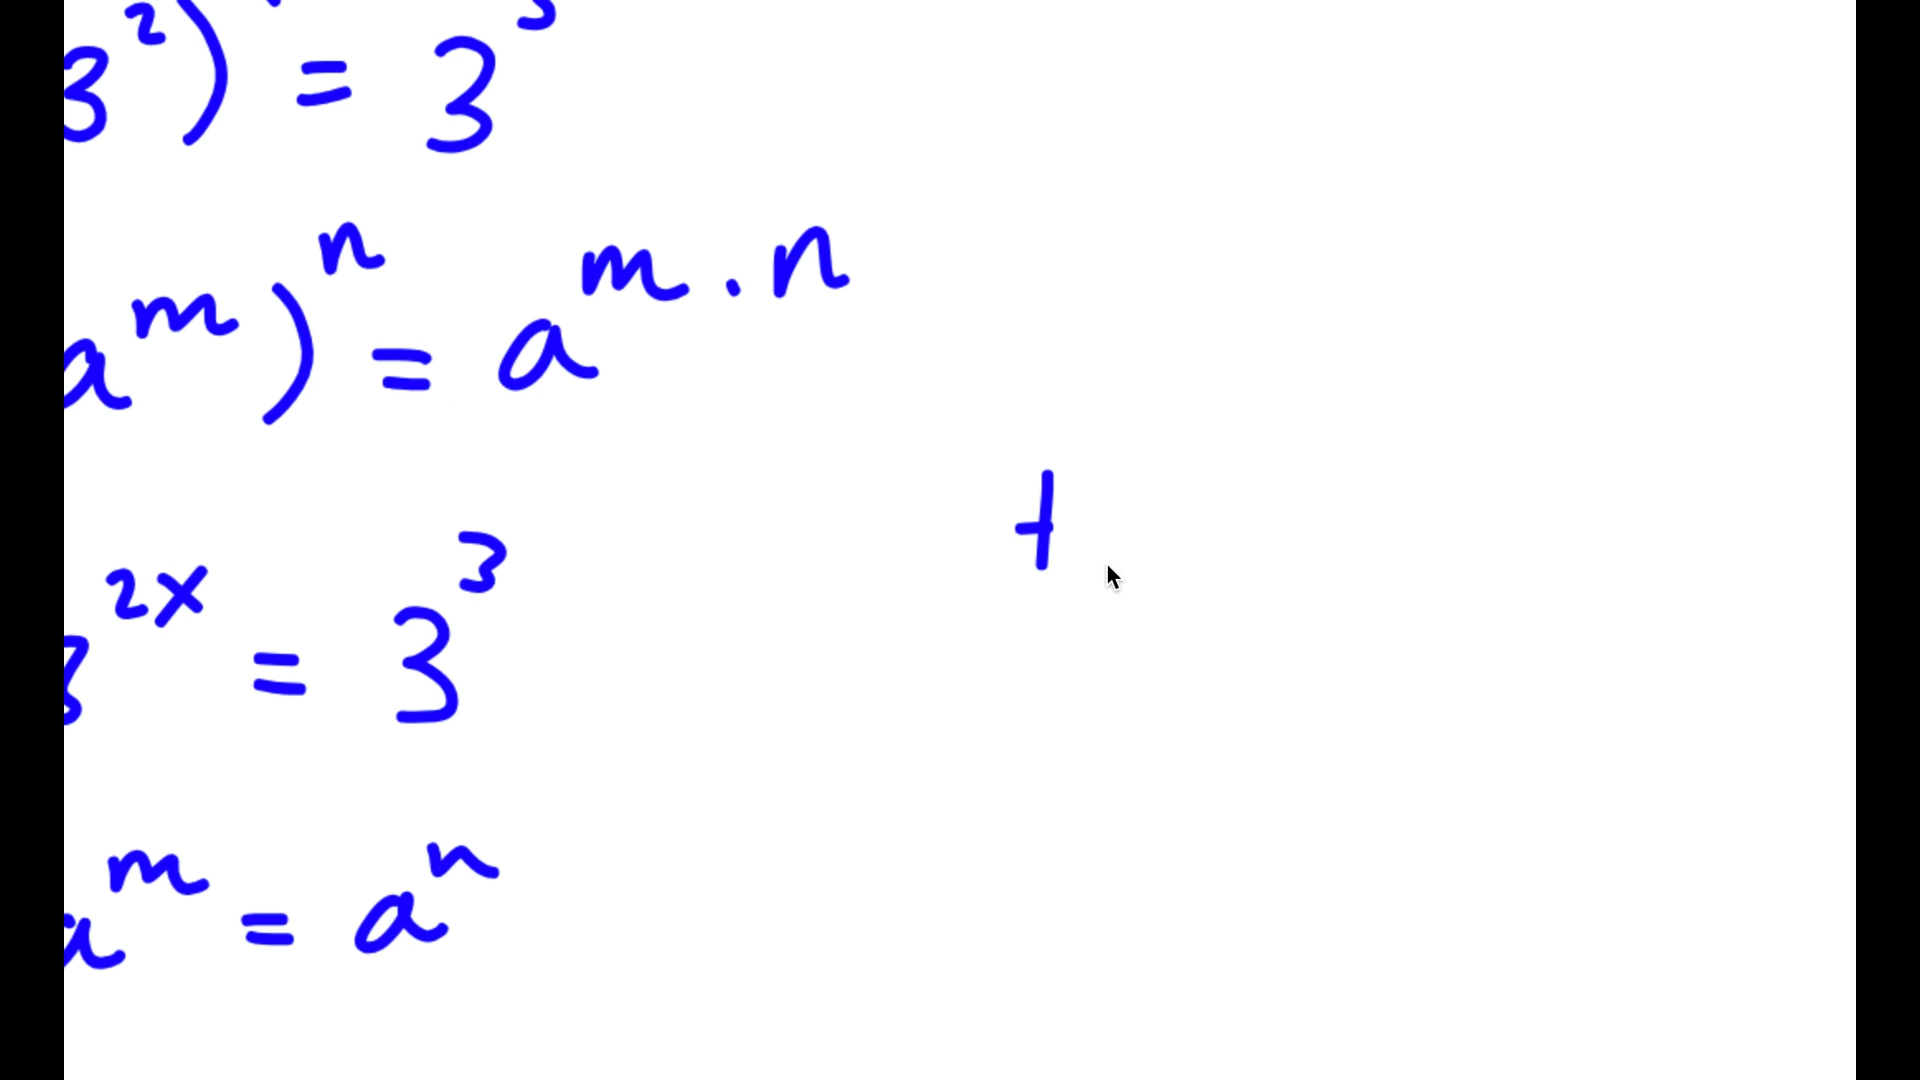 3²) = 3³
aᵐ)ⁿ = aᵐ·ⁿ
t
3²ˣ = 3³
aᵐ = aⁿ